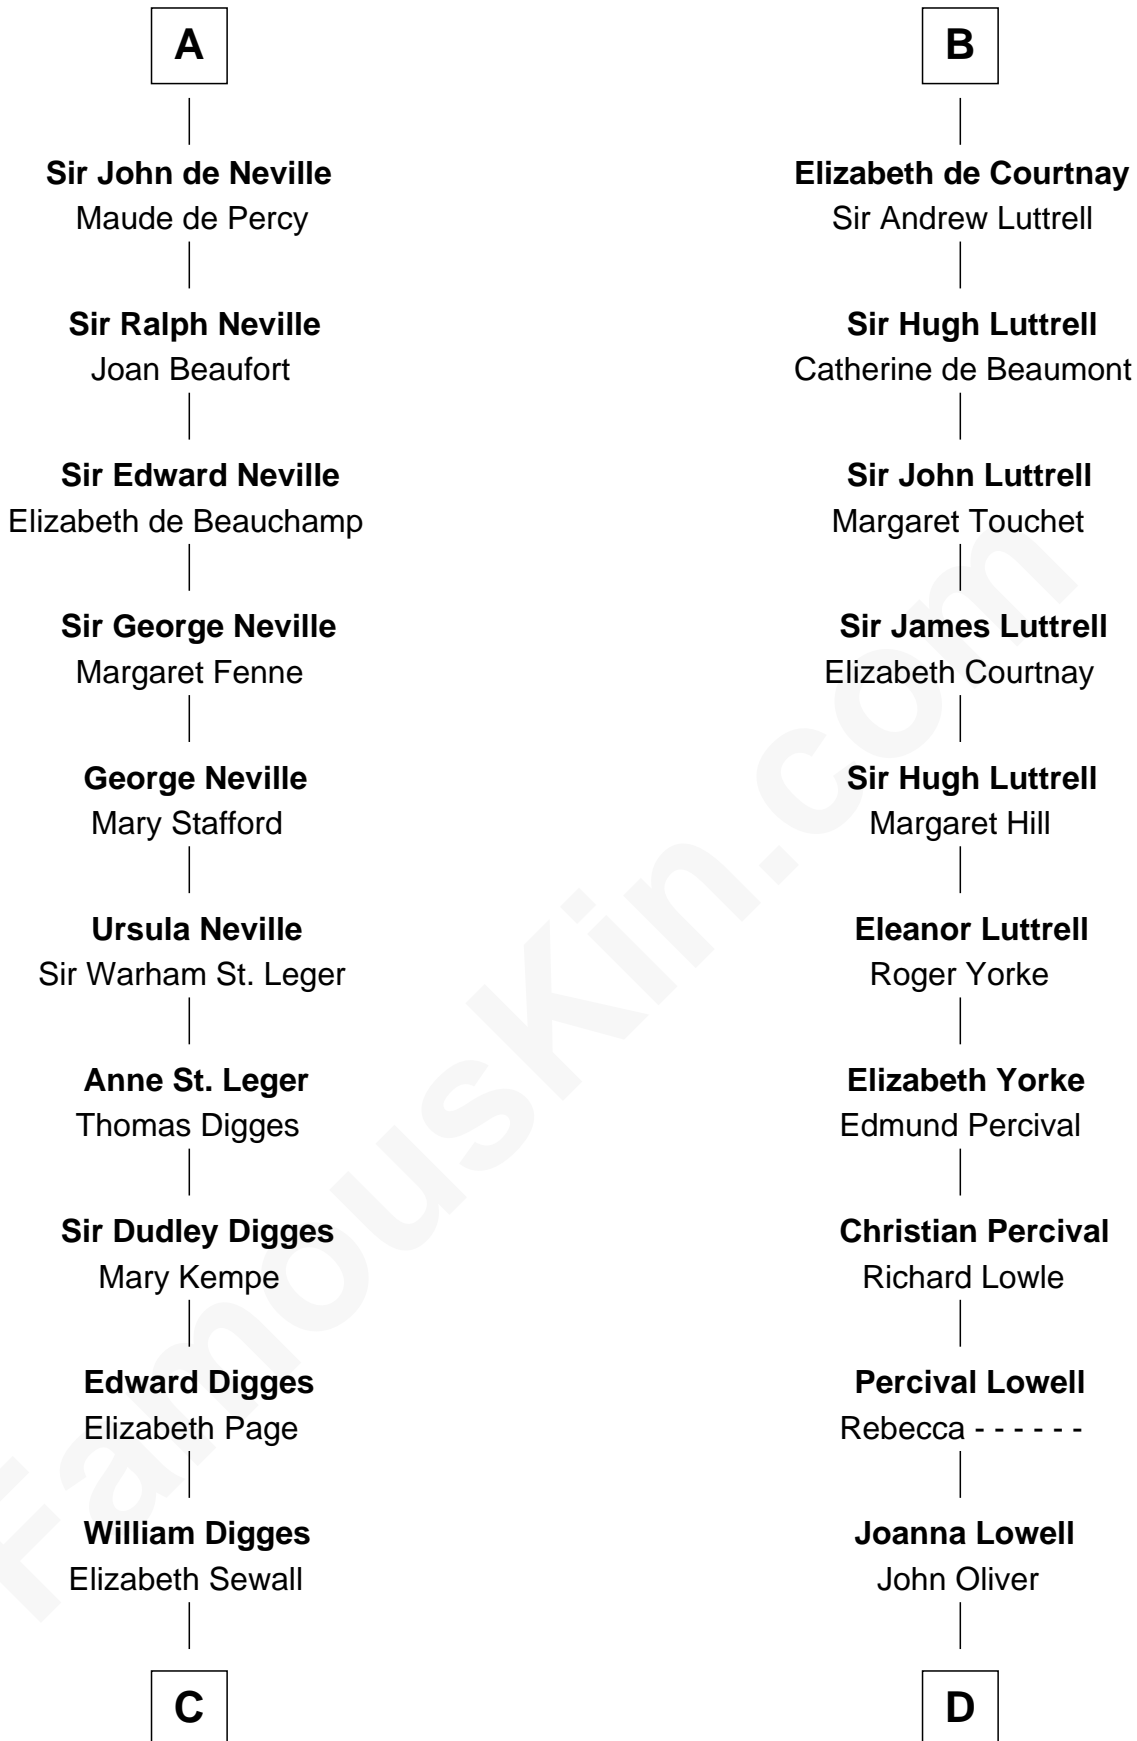 A
Sir John de Neville
Maude de Percy
Sir Ralph Neville
Joan Beaufort
Sir Edward Neville
Elizabeth de Beauchamp
Sir George Neville
Margaret Fenne
George Neville
Mary Stafford
Ursula Neville
Sir Warham St. Leger
Anne St. Leger
Thomas Digges
Sir Dudley Digges
Mary Kempe
Edward Digges
Elizabeth Page
William Digges
Elizabeth Sewall
C
B
Elizabeth de Courtnay
Sir Andrew Luttrell
Sir Hugh Luttrell
Catherine de Beaumont
Sir John Luttrell
Margaret Touchet
Sir James Luttrell
Elizabeth Courtnay
Sir Hugh Luttrell
Margaret Hill
Eleanor Luttrell
Roger Yorke
Elizabeth Yorke
Edmund Percival
Christian Percival
Richard Lowle
Percival Lowell
Rebecca - - - - - -
Joanna Lowell
John Oliver
D
FamousKin.com